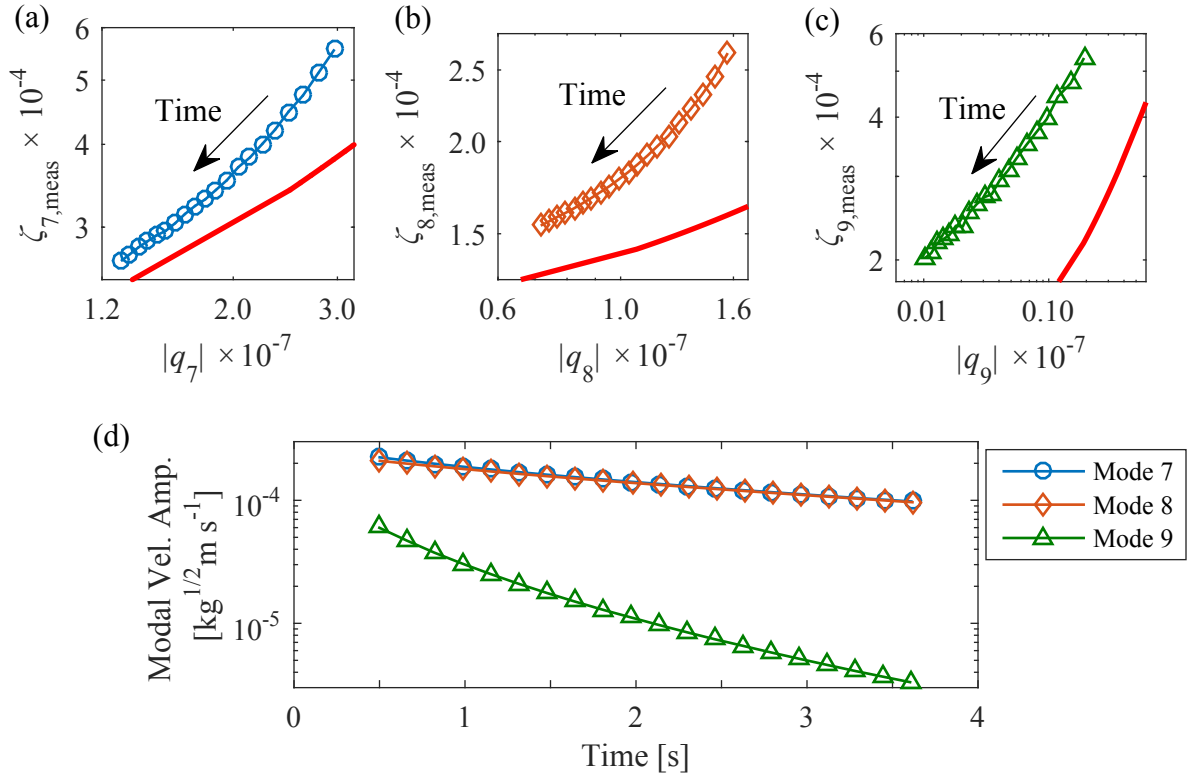 (a)
6
5
4
3
ζ7,meas × 10-4
Time
1.2
2.0
3.0
|q7| ×10-7
(b)
2.5
2.0
1.5
ζ8,meas × 10-4
Time
0.6
1.0
1.6
|q8| ×10-7
(c)
6
4
2
ζ9,meas × 10-4
Time
0.01
0.10
|q9| ×10-7
(d)
Modal Vel. Amp.
[kg1/2m s-1]
10-4
10-5
0
1
2
3
4
Time [s]
Mode 7
Mode 8
Mode 9